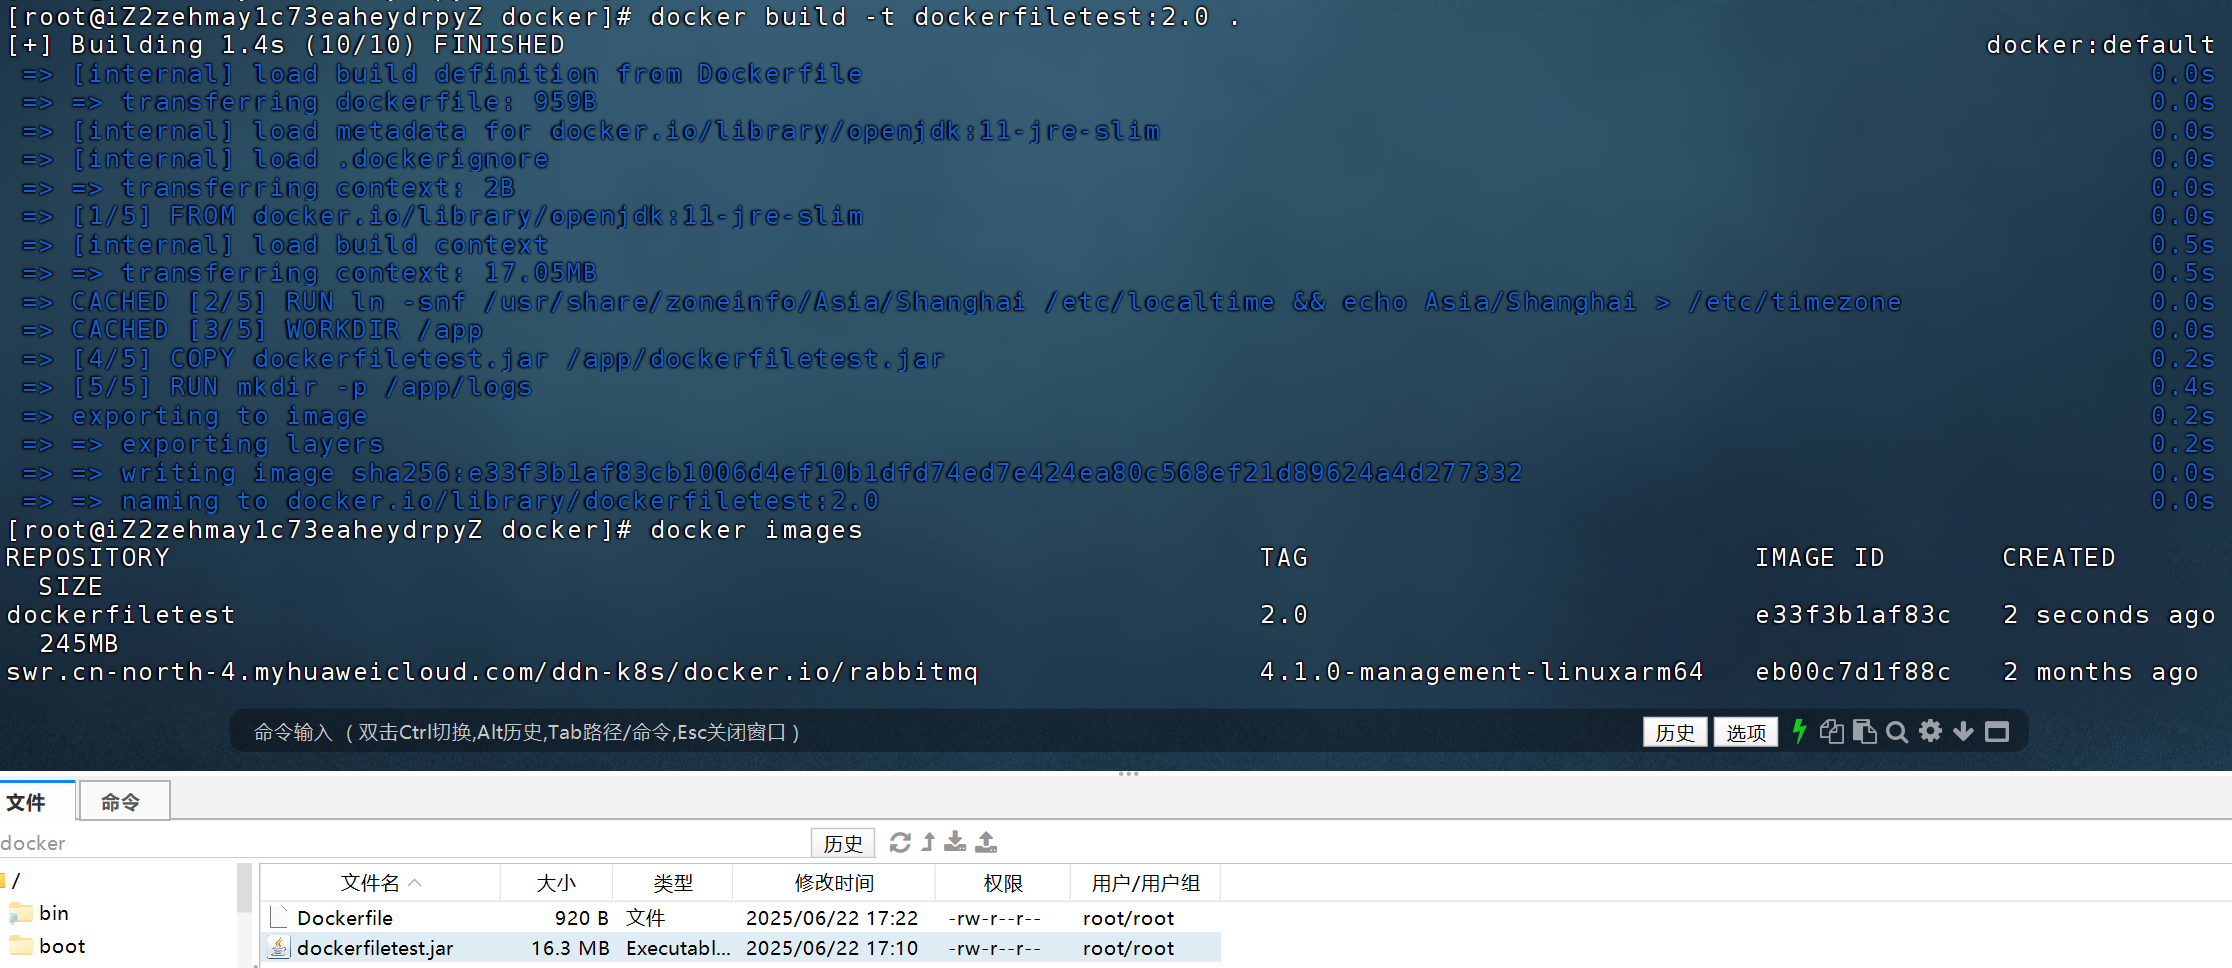 [root@iZ2zehmay1c73eaheydrpyZ docker]# docker build -t dockerfiletest:2.0 .
[+] Building 1.4s (10/10) FINISHED docker:default
=> [internal] load build definition from Dockerfile 0.0s
=> => transferring dockerfile: 959B 0.0s
=> [internal] load metadata for docker.io/library/openjdk:11-jre-slim 0.0s
=> [internal] load .dockerignore 0.0s
=> => transferring context: 2B 0.0s
=> [1/5] FROM docker.io/library/openjdk:11-jre-slim 0.0s
=> [internal] load build context 0.5s
=> => transferring context: 17.05MB 0.5s
=> CACHED [2/5] RUN ln -snf /usr/share/zoneinfo/Asia/Shanghai /etc/localtime && echo Asia/Shanghai > /etc/timezone 0.0s
=> CACHED [3/5] WORKDIR /app 0.0s
=> [4/5] COPY dockerfiletest.jar /app/dockerfiletest.jar 0.2s
=> [5/5] RUN mkdir -p /app/logs 0.4s
=> exporting to image 0.2s
=> => exporting layers 0.2s
=> => writing image sha256:e33f3b1af83cb1006d4ef10b1dfd74ed7e424ea80c568ef21d89624a4d277332 0.0s
=> => naming to docker.io/library/dockerfiletest:2.0 0.0s
[root@iZ2zehmay1c73eaheydrpyZ docker]# docker images
REPOSITORY TAG IMAGE ID CREATED
SIZE
dockerfiletest 2.0 e33f3b1af83c 2 seconds ago
245MB
swr.cn-north-4.myhuaweicloud.com/ddn-k8s/docker.io/rabbitmq 4.1.0-management-linuxarm64 eb00c7d1f88c 2 months ago
命令输入 （双击Ctrl切换,Alt历史,Tab路径/命令,Esc关闭窗口） 历史 选项
文件 命令
docker 历史
/
bin
boot
文件名 大小 类型 修改时间 权限 用户/用户组
Dockerfile 920 B 文件 2025/06/22 17:22 -rw-r--r-- root/root
dockerfiletest.jar 16.3 MB Executabl... 2025/06/22 17:10 -rw-r--r-- root/root